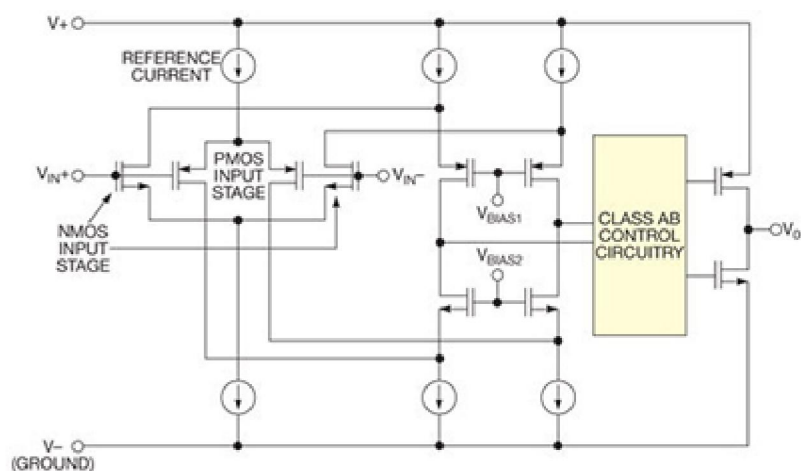 V+
REFERENCE
CURRENT
VIN+
PMOS
INPUT
STAGE
VIN–
NMOS
INPUT
STAGE
VBIAS1
VBIAS2
CLASS AB
CONTROL
CIRCUITRY
VO
V–
(GROUND)